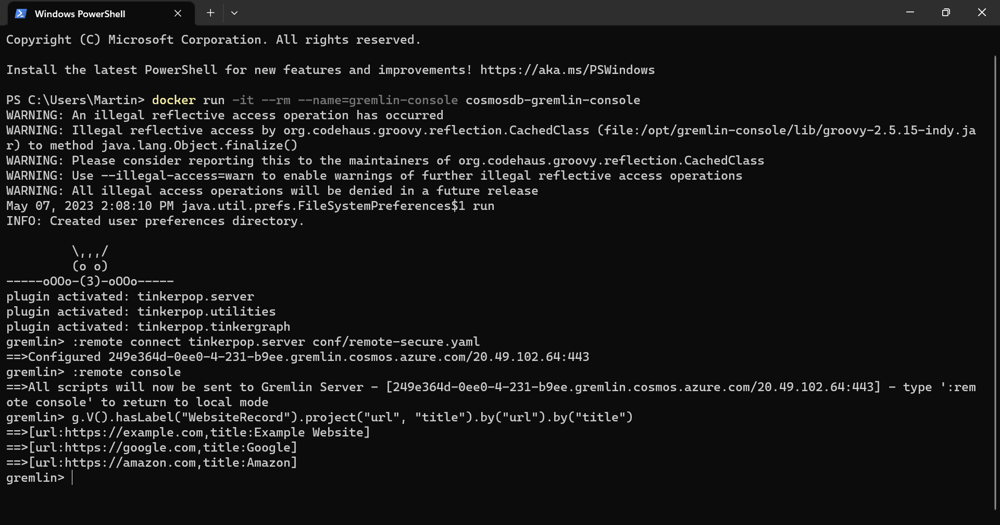 Windows PowerShell
Copyright (C) Microsoft Corporation. All rights reserved.
Install the latest PowerShell for new features and improvements! https://aka.ms/PSWindows
PS C:\Users\Martin> docker run -it --rm --name=gremlin-console cosmosdb-gremlin-console
WARNING: An illegal reflective access operation has occurred
WARNING: Illegal reflective access by org.codehaus.groovy.reflection.CachedClass (file:/opt/gremlin-console/lib/groovy-2.5.15-indy.ja
r) to method java.lang.Object.finalize()
WARNING: Please consider reporting this to the maintainers of org.codehaus.groovy.reflection.CachedClass
WARNING: Use --illegal-access=warn to enable warnings of further illegal reflective access operations
WARNING: All illegal access operations will be denied in a future release
May 07, 2023 2:08:10 PM java.util.prefs.FileSystemPreferences$1 run
INFO: Created user preferences directory.
         \,,,/
         (o o)
-----oOOo-(3)-oOOo-----
plugin activated: tinkerpop.server
plugin activated: tinkerpop.utilities
plugin activated: tinkerpop.tinkergraph
gremlin> :remote connect tinkerpop.server conf/remote-secure.yaml
==>Configured 249e364d-0ee0-4-231-b9ee.gremlin.cosmos.azure.com/20.49.102.64:443
gremlin> :remote console
==>All scripts will now be sent to Gremlin Server - [249e364d-0ee0-4-231-b9ee.gremlin.cosmos.azure.com/20.49.102.64:443] - type ':rem
ote console' to return to local mode
gremlin> g.V().hasLabel("WebsiteRecord").project("url", "title").by("url").by("title")
==>[url:https://example.com,title:Example Website]
==>[url:https://google.com,title:Google]
==>[url:https://amazon.com,title:Amazon]
gremlin>